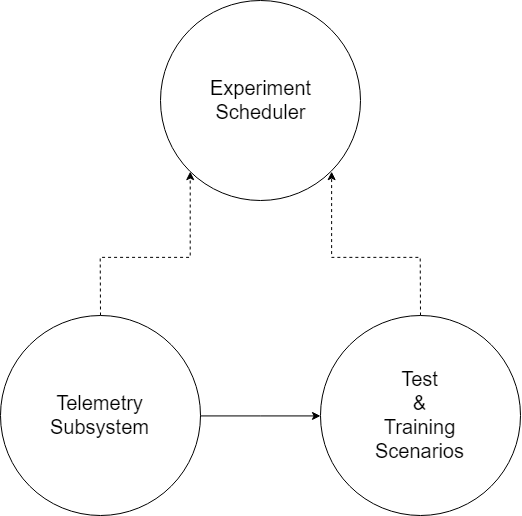 Experiment
Scheduler
Telemetry
Subsystem
Test
&
Training
Scenarios